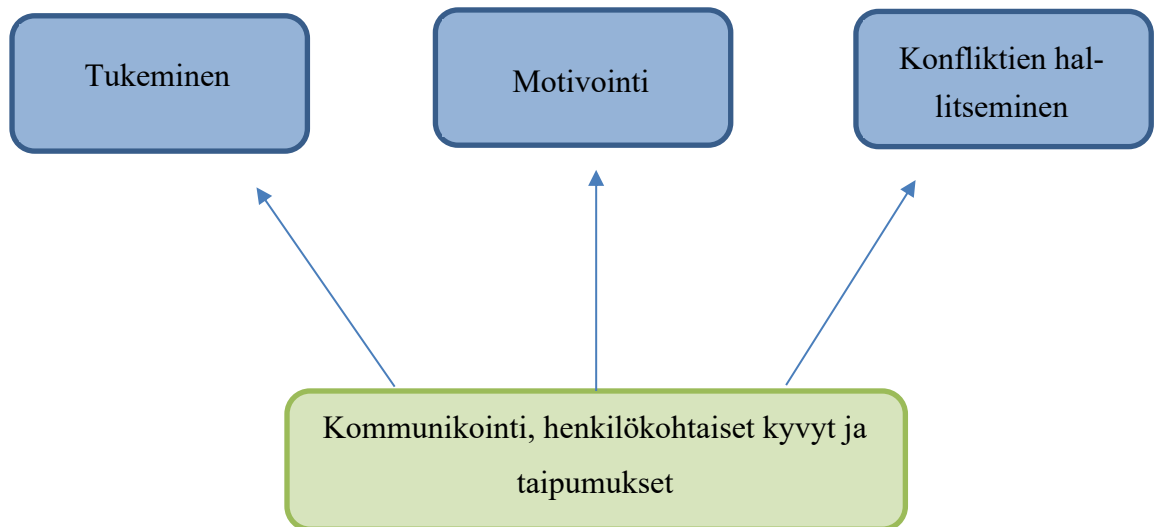 Tukeminen
Motivointi
Konfliktien hal-
litseminen
Kommunikointi, henkilökohtaiset kyvyt ja
taipumukset